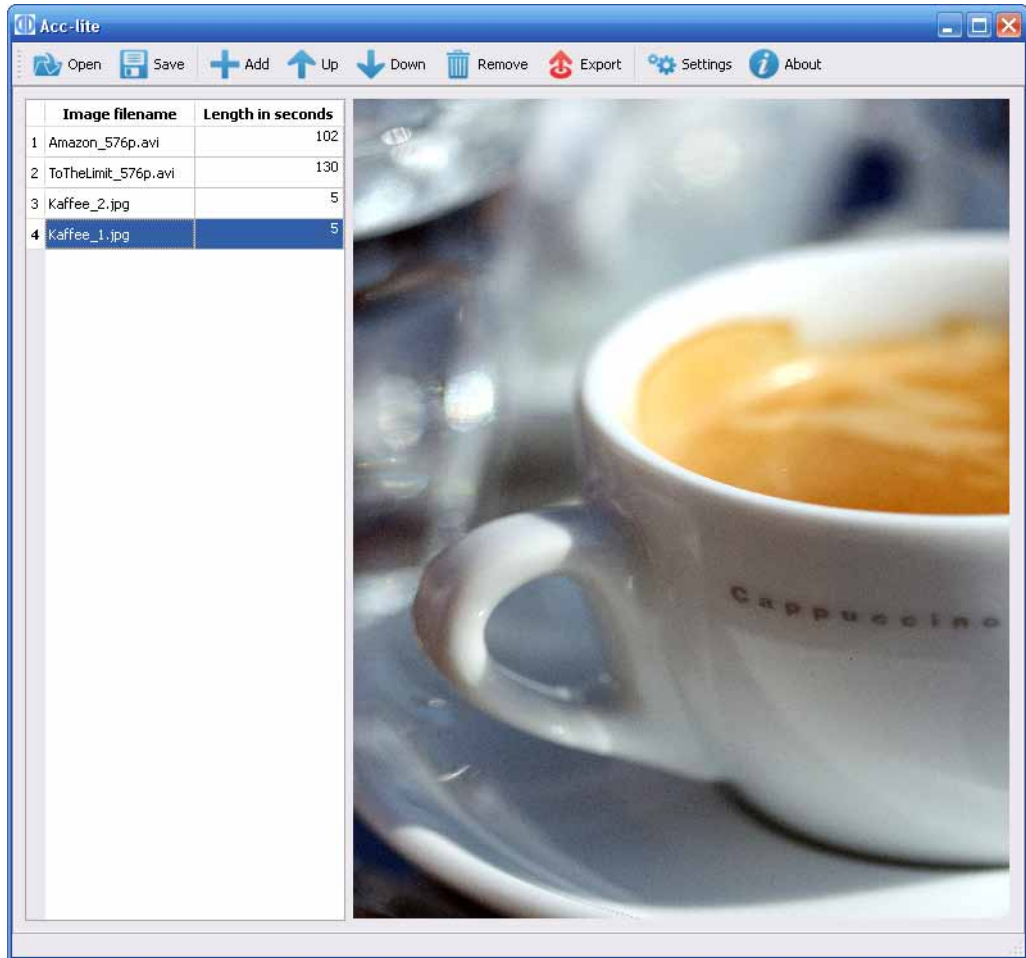 Acc-lite
Open Save Add Up Down Remove Export Settings About
Image filename Length in seconds
1 Amazon_576p.avi 102
2 ToTheLimit_576p.avi 130
3 Kaffee_2.jpg 5
4 Kaffee_1.jpg 5
Cappuccino